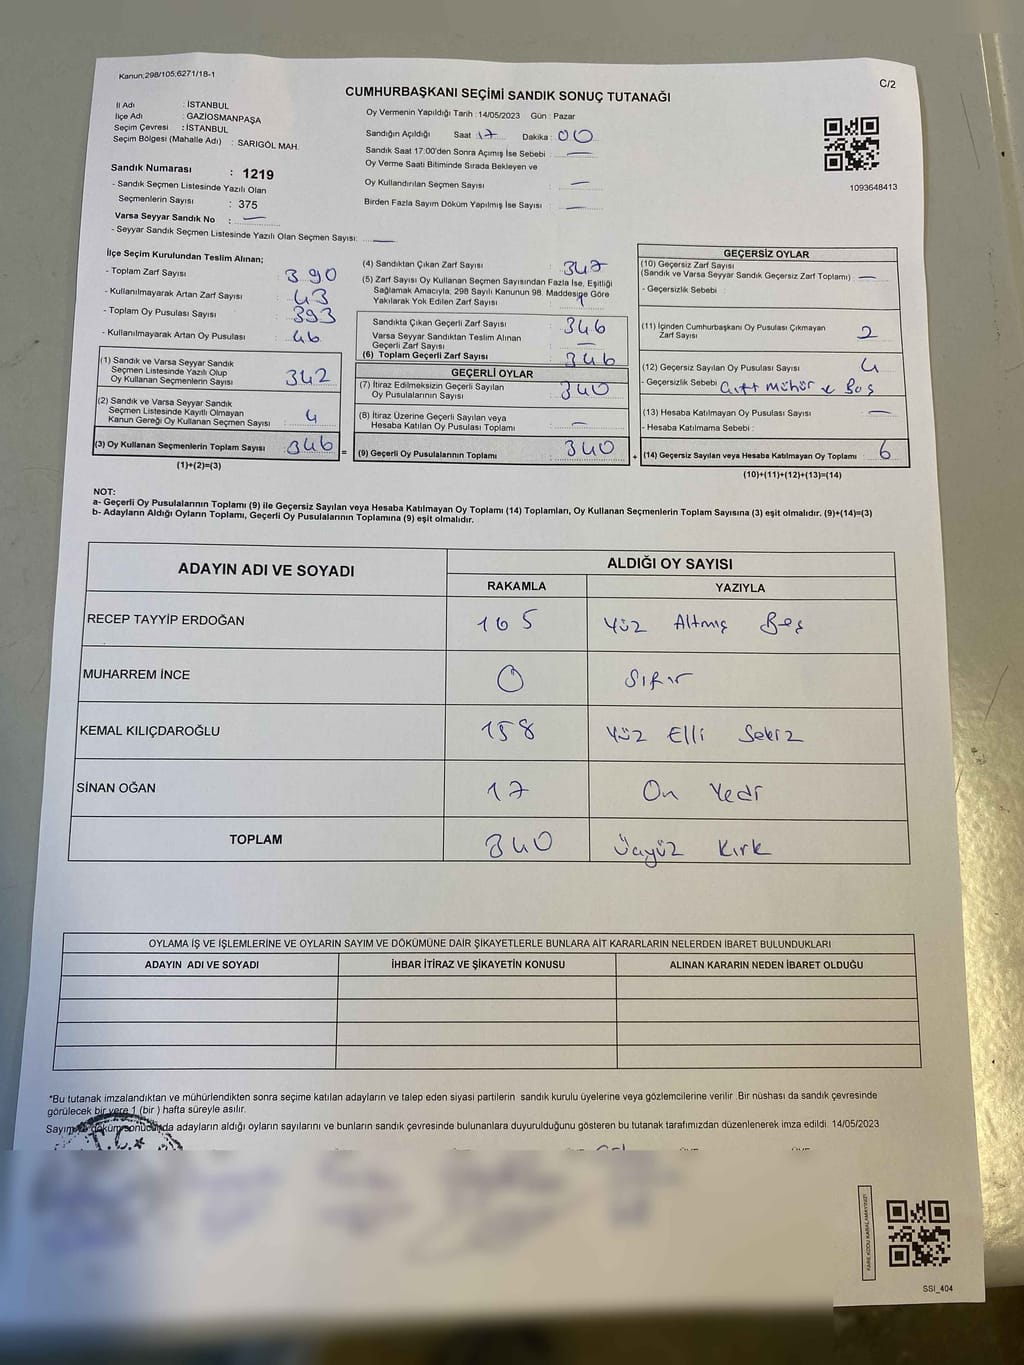 Kanun;298/105;6271/18-1
C/2
CUMHURBAŞKANI SEÇİMİ SANDIK SONUÇ TUTANAĞI
İl Adı : İSTANBUL
İlçe Adı : GAZİOSMANPAŞA
Seçim Çevresi : İSTANBUL
Seçim Bölgesi (Mahalle Adı) : SARIGÖL MAH.
Oy Vermenin Yapıldığı Tarih : 14/05/2023 Gün : Pazar
Sandığın Açıldığı Saat 17 Dakika : 00
Sandık Saat 17:00'den Sonra Açımış İse Sebebi : —
Oy Verme Saati Bitiminde Sırada Bekleyen ve
Oy Kullandırılan Seçmen Sayısı : —
Birden Fazla Sayım Döküm Yapılmış İse Sayısı : —
1093648413
Sandık Numarası : 1219
- Sandık Seçmen Listesinde Yazılı Olan
Seçmenlerin Sayısı : 375
Varsa Seyyar Sandık No : —
- Seyyar Sandık Seçmen Listesinde Yazılı Olan Seçmen Sayısı: —
İlçe Seçim Kurulundan Teslim Alınan;
- Toplam Zarf Sayısı 390
- Kullanılmayarak Artan Zarf Sayısı 43
- Toplam Oy Pusulası Sayısı 393
- Kullanılmayarak Artan Oy Pusulası 46
(1) Sandık ve Varsa Seyyar Sandık
Seçmen Listesinde Yazılı Olup
Oy Kullanan Seçmenlerin Sayısı 342
(2) Sandık ve Varsa Seyyar Sandık
Seçmen Listesinde Kayıtlı Olmayan
Kanun Gereği Oy Kullanan Seçmen Sayısı 4
(3) Oy Kullanan Seçmenlerin Toplam Sayısı 346 =
(1)+(2)=(3)
(4) Sandıktan Çıkan Zarf Sayısı : 347
(5) Zarf Sayısı Oy Kullanan Seçmen Sayısından Fazla İse, Eşitliği
Sağlamak Amacıyla, 298 Sayılı Kanunun 98. Maddesine Göre
Yakılarak Yok Edilen Zarf Sayısı : 1
Sandıkta Çıkan Geçerli Zarf Sayısı : 346
Varsa Seyyar Sandıktan Teslim Alınan
Geçerli Zarf Sayısı : —
(6) Toplam Geçerli Zarf Sayısı : 346
GEÇERLİ OYLAR
(7) İtiraz Edilmeksizin Geçerli Sayılan
Oy Pusulalarının Sayısı : 340
(8) İtiraz Üzerine Geçerli Sayılan veya
Hesaba Katılan Oy Pusulası Toplamı : —
(9) Geçerli Oy Pusulalarının Toplamı : 340 +
GEÇERSİZ OYLAR
(10) Geçersiz Zarf Sayısı
(Sandık ve Varsa Seyyar Sandık Geçersiz Zarf Toplamı) : —
- Geçersizlik Sebebi :
(11) İçinden Cumhurbaşkanı Oy Pusulası Çıkmayan
Zarf Sayısı : 2
(12) Geçersiz Sayılan Oy Pusulası Sayısı : 4
- Geçersizlik Sebebi Çift Mühür ve Boş
(13) Hesaba Katılmayan Oy Pusulası Sayısı : —
- Hesaba Katılmama Sebebi :
(14) Geçersiz Sayılan veya Hesaba Katılmayan Oy Toplamı : 6
(10)+(11)+(12)+(13)=(14)
NOT:
a- Geçerli Oy Pusulalarının Toplamı (9) ile Geçersiz Sayılan veya Hesaba Katılmayan Oy Toplamı (14) Toplamları, Oy Kullanan Seçmenlerin Toplam Sayısına (3) eşit olmalıdır. (9)+(14)=(3)
b- Adayların Aldığı Oyların Toplamı, Geçerli Oy Pusulalarının Toplamına (9) eşit olmalıdır.
ADAYIN ADI VE SOYADI ALDIĞI OY SAYISI
RAKAMLA YAZIYLA
RECEP TAYYİP ERDOĞAN 165 Yüz Altmış Beş
MUHARREM İNCE 0 Sıfır
KEMAL KILIÇDAROĞLU 158 Yüz Elli Sekiz
SİNAN OĞAN 17 On Yedi
TOPLAM 340 Üçyüz Kırk
OYLAMA İŞ VE İŞLEMLERİNE VE OYLARIN SAYIM VE DÖKÜMÜNE DAİR ŞİKAYETLERLE BUNLARA AİT KARARLARIN NELERDEN İBARET BULUNDUKLARI
ADAYIN ADI VE SOYADI İHBAR İTİRAZ VE ŞİKAYETİN KONUSU ALINAN KARARIN NEDEN İBARET OLDUĞU
*Bu tutanak imzalandıktan ve mühürlendikten sonra seçime katılan adayların ve talep eden siyasi partilerin sandık kurulu üyelerine veya gözlemcilerine verilir. Bir nüshası da sandık çevresinde
görülecek bir yere 1 (bir ) hafta süreyle asılır.
Sayım ve döküm sonucunda adayların aldığı oyların sayılarını ve bunların sandık çevresinde bulunanlara duyurulduğunu gösteren bu tutanak tarafımızdan düzenlenerek imza edildi. 14/05/2023
T.C.
SSI_404